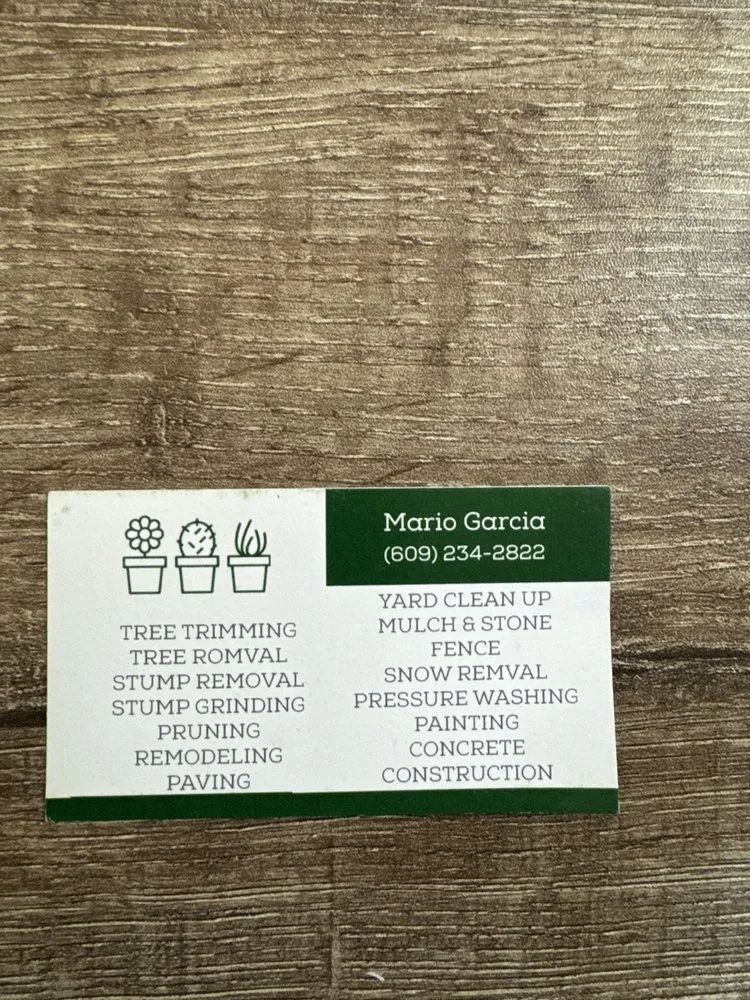 Mario Garcia
(609) 234-2822
TREE TRIMMING
TREE ROMVAL
STUMP REMOVAL
STUMP GRINDING
PRUNING
REMODELING
PAVING
YARD CLEAN UP
MULCH & STONE
FENCE
SNOW REMVAL
PRESSURE WASHING
PAINTING
CONCRETE
CONSTRUCTION